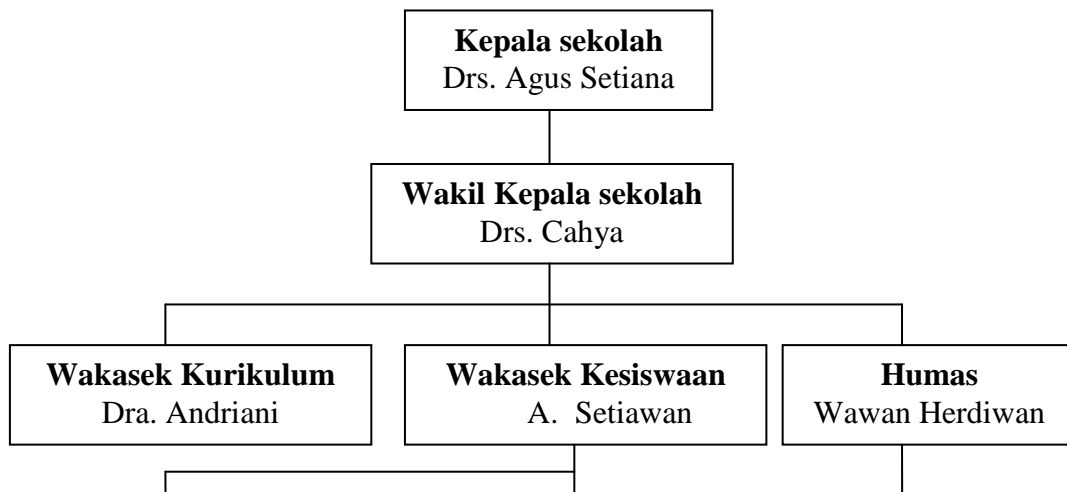 Kepala sekolah
Drs. Agus Setiana
Wakil Kepala sekolah
Drs. Cahya
Wakasek Kurikulum
Dra. Andriani
Wakasek Kesiswaan
A. Setiawan
Humas
Wawan Herdiwan